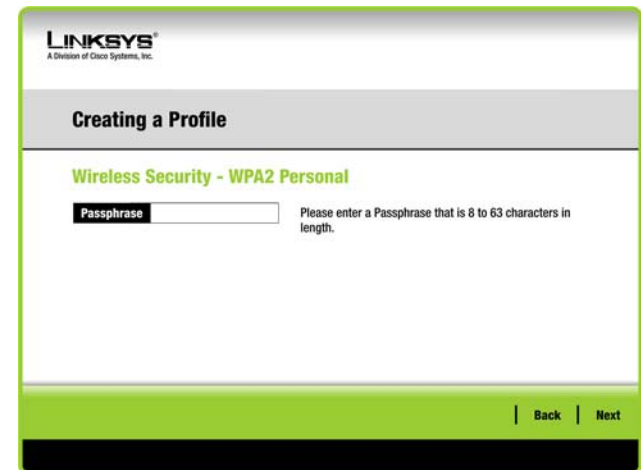 LINKSYS®
A Division of Cisco Systems, Inc.
Creating a Profile
Wireless Security - WPA2 Personal
Passphrase
Please enter a Passphrase that is 8 to 63 characters in
length.
Back
Next